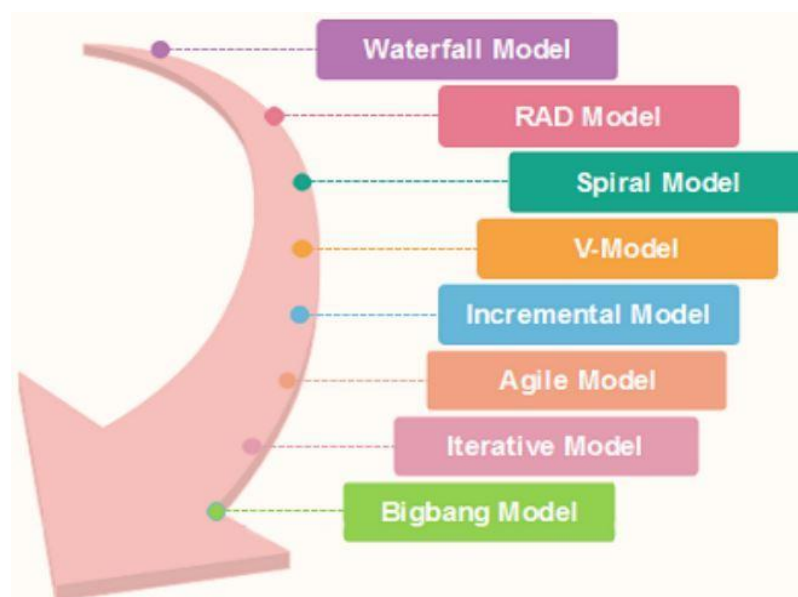 Waterfall Model
RAD Model
Spiral Model
V-Model
Incremental Model
Agile Model
Iterative Model
Bigbang Model